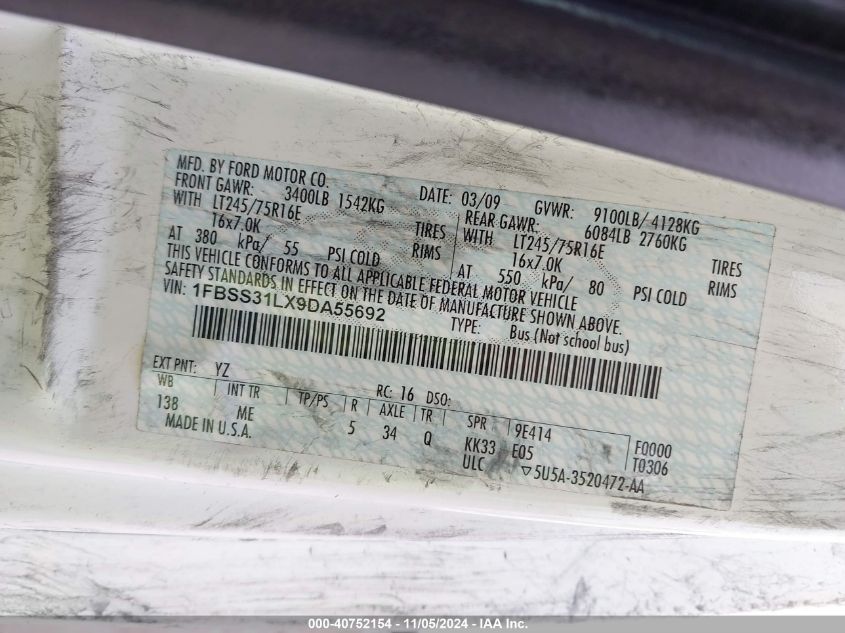 MFD. BY FORD MOTOR CO. DATE: 03/09 GVWR: 9100LB/ 4128KG
FRONT GAWR: 3400LB 1542KG REAR GAWR: 6084LB 2760KG
WITH LT245/75R16E TIRES WITH LT245/75R16E TIRES
16x7.0K RIMS 16x7.0K RIMS
AT 380 kPa/ 55 PSI COLD AT 550 kPa/ 80 PSI COLD
THIS VEHICLE CONFORMS TO ALL APPLICABLE FEDERAL MOTOR VEHICLE
SAFETY STANDARDS IN EFFECT ON THE DATE OF MANUFACTURE SHOWN ABOVE.
VIN: 1FBSS31LX9DA55692 TYPE: Bus (Not school bus)
EXT PNT: YZ RC: 16 DSO:
WB INT TR TP/PS R AXLE TR SPR 9E414 F0000
138 ME 5 34 Q KK33 E05 T0306
MADE IN U.S.A. ULC ▽5U5A-3520472-AA
000-40752154 - 11/05/2024 - IAA Inc.